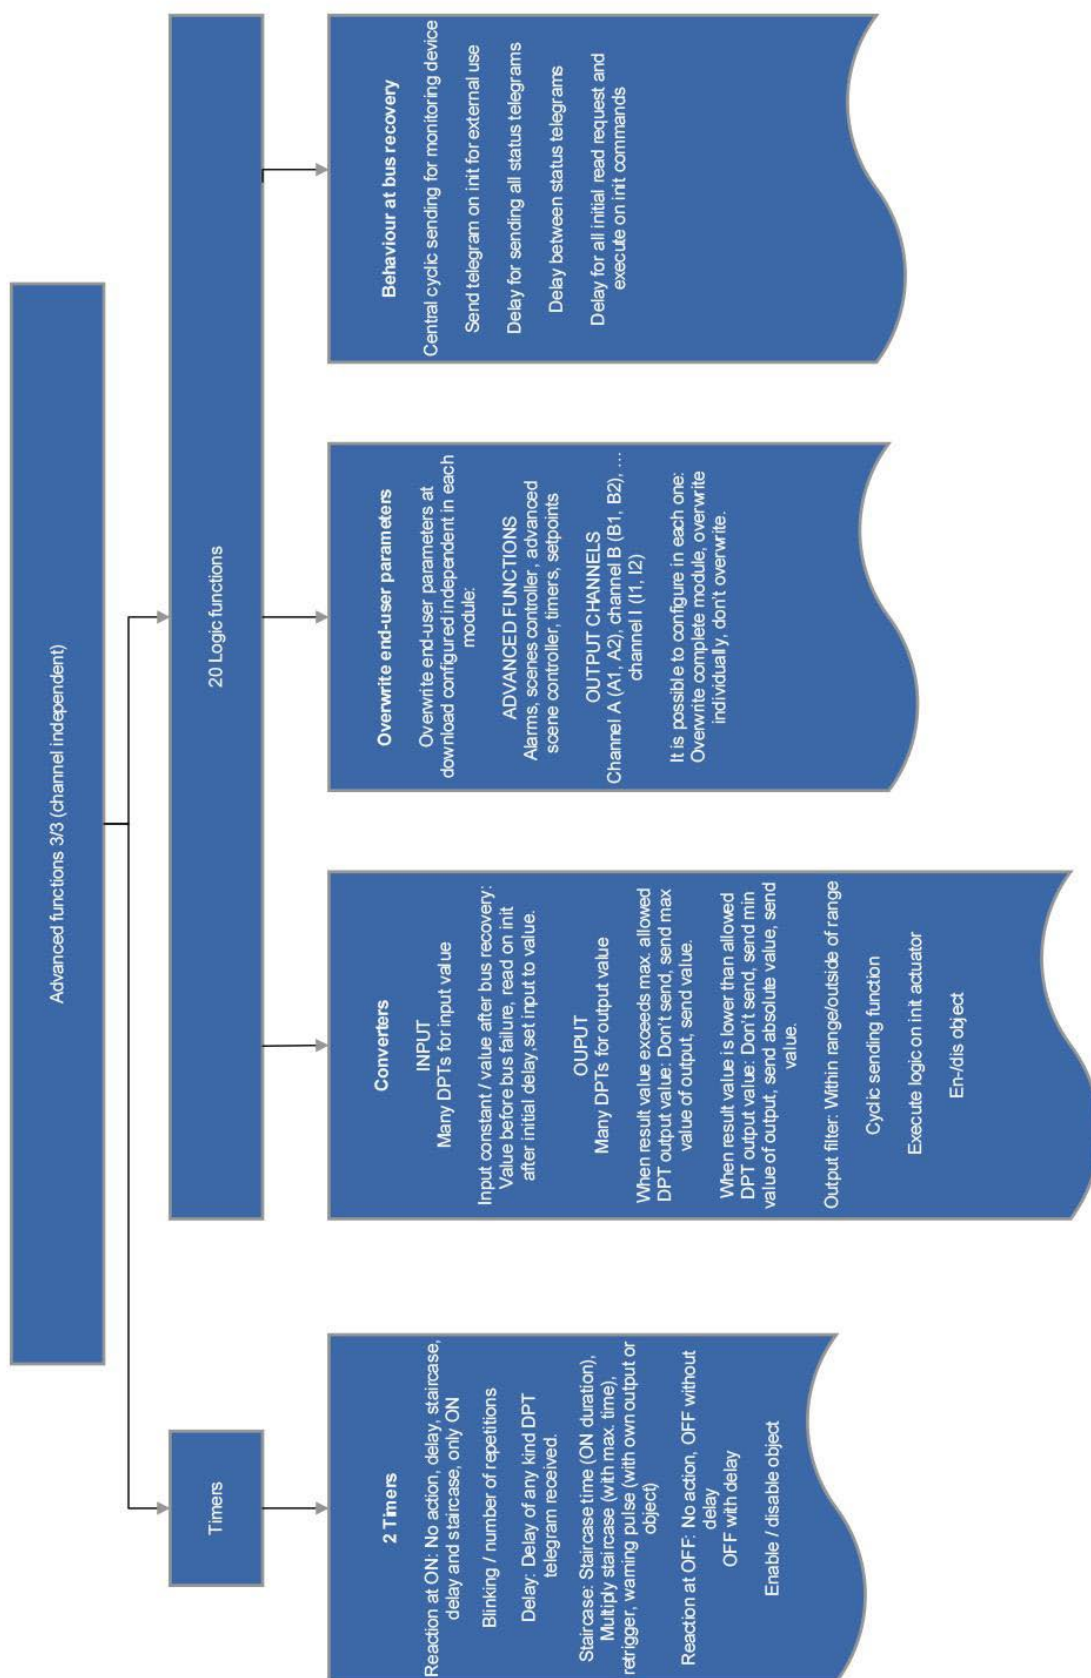 Advanced functions 3/3 (channel independent)
Timers
20 Logic functions
2 Timers
Reaction at ON: No action, delay, staircase,
delay and staircase, only ON
Blinking / number of repetitions
Delay: Delay of any kind DPT
telegram received.
Staircase: Staircase time (ON duration),
Multiply staircase (with max. time),
retrigger, warning pulse (with own output or
object)
Reaction at OFF: No action, OFF without
delay
OFF with delay
Enable / disable object
Converters
INPUT
Many DPTs for input value
Input constant / value after bus recovery:
Value before bus failure, read on init
after initial delay,set input to value.
OUPUT
Many DPTs for output value
When result value exceeds max. allowed
DPT output value: Don't send, send max
value of output, send value.
When result value is lower than allowed
DPT output value: Don't send, send min
value of output, send absolute value, send
value.
Output filter: Within range/outside of range
Cyclic sending function
Execute logic on init actuator
En-/dis object
Overwrite end-user parameters
Overwrite end-user parameters at
download configured independent in each
module:
ADVANCED FUNCTIONS
Alarms, scenes controller, advanced
scene controller, timers, setpoints
OUTPUT CHANNELS
Channel A (A1, A2), channel B (B1, B2), …
channel I (I1, I2)
It is possible to configure in each one:
Overwrite complete module, overwrite
individually, don't overwrite.
Behaviour at bus recovery
Central cyclic sending for monitoring device
Send telegram on init for external use
Delay for sending all status telegrams
Delay between status telegrams
Delay for all initial read request and
execute on init commands